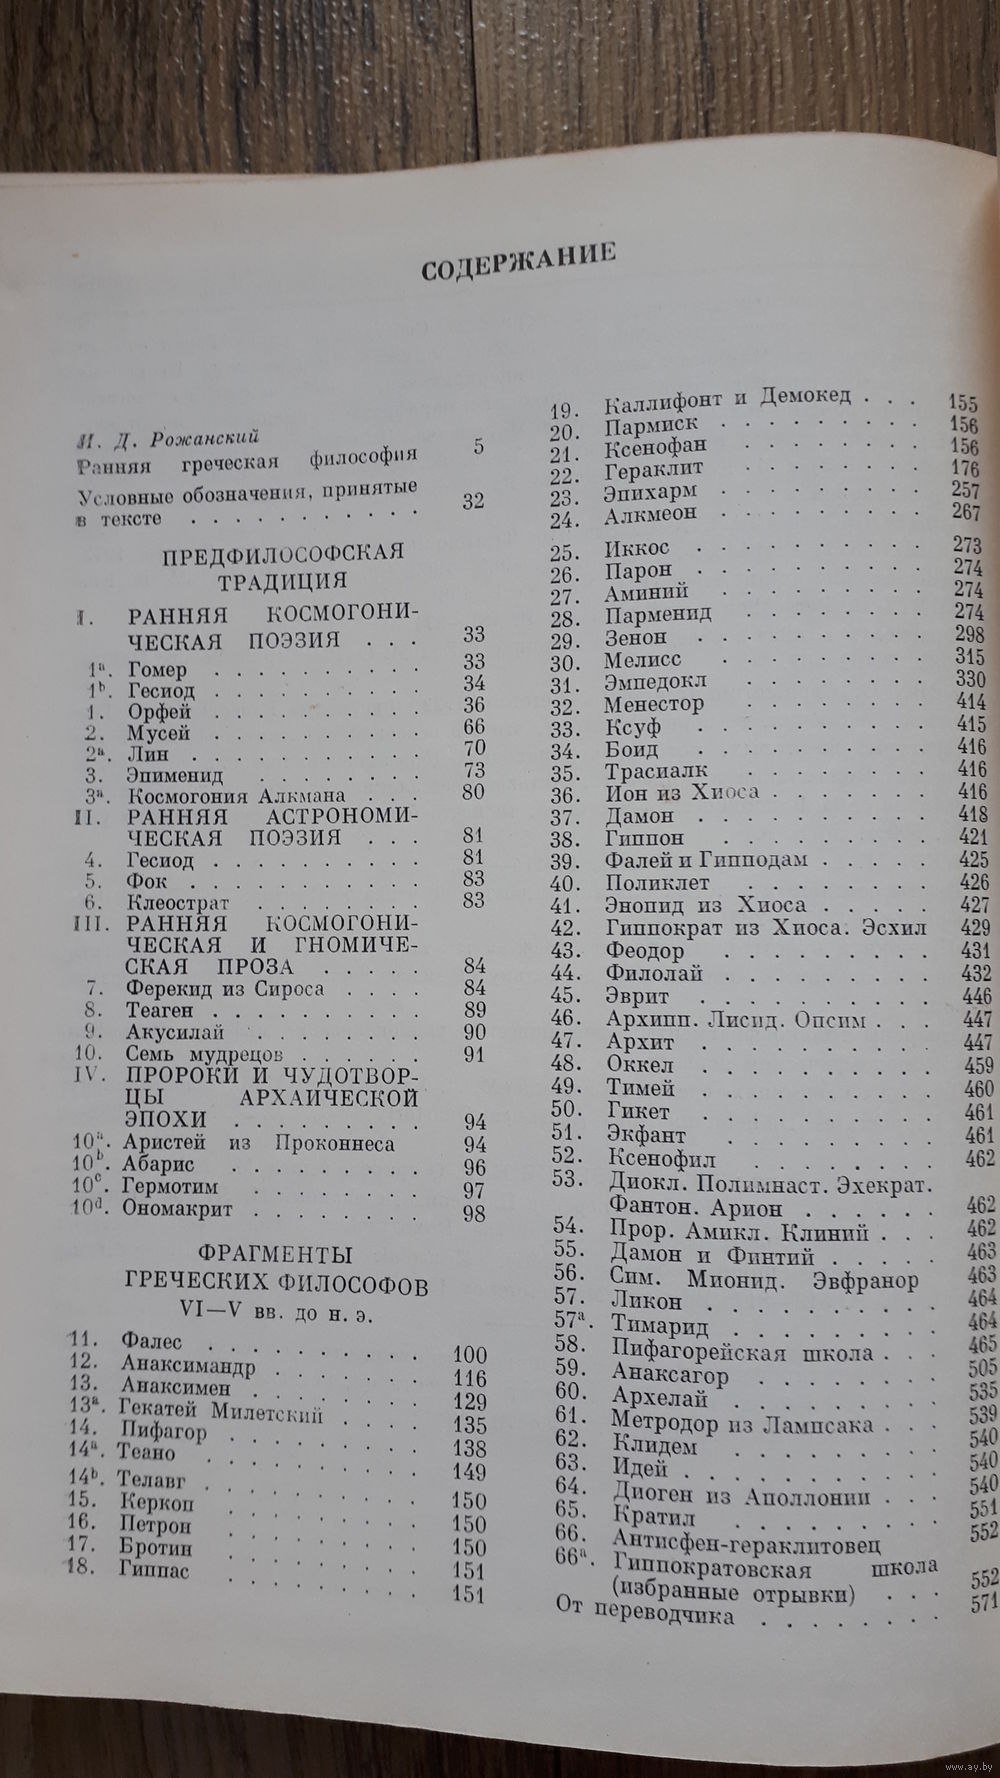 СОДЕРЖАНИЕ
И. Д. Рожанский
Ранняя греческая философия 5
Условные обозначения, принятые
в тексте . . . . . . . . . . . 32
ПРЕДФИЛОСОФСКАЯ
ТРАДИЦИЯ
I. РАННЯЯ КОСМОГОНИ-
ЧЕСКАЯ ПОЭЗИЯ . . . 33
1a. Гомер . . . . . . . . . . 33
1b. Гесиод . . . . . . . . . . 34
1. Орфей . . . . . . . . . . 36
2. Мусей . . . . . . . . . . 66
2a. Лин . . . . . . . . . . . 70
3. Эпименид . . . . . . . . 73
3a. Космогония Алкмана . . . 80
II. РАННЯЯ АСТРОНОМИ-
ЧЕСКАЯ ПОЭЗИЯ . . . 81
4. Гесиод . . . . . . . . . . 81
5. Фок . . . . . . . . . . . 83
6. Клеострат . . . . . . . . 83
III. РАННЯЯ КОСМОГОНИ-
ЧЕСКАЯ И ГНОМИЧЕ-
СКАЯ ПРОЗА . . . . . 84
7. Ферекид из Сироса . . . . 84
8. Теаген . . . . . . . . . . 89
9. Акусилай . . . . . . . . 90
10. Семь мудрецов . . . . . . 91
IV. ПРОРОКИ И ЧУДОТВОР-
ЦЫ АРХАИЧЕСКОЙ
ЭПОХИ . . . . . . . . . 94
10a. Аристей из Проконнеса 94
10b. Абарис . . . . . . . . . 96
10c. Гермотим . . . . . . . . 97
10d. Ономакрит . . . . . . . . 98
ФРАГМЕНТЫ
ГРЕЧЕСКИХ ФИЛОСОФОВ
VI—V вв. до н. э.
11. Фалес . . . . . . . . . . 100
12. Анаксимандр . . . . . . . 116
13. Анаксимен . . . . . . . . 129
13a. Гекатей Милетский . . . . 135
14. Пифагор . . . . . . . . . 138
14a. Теано . . . . . . . . . . 149
14b. Телавг . . . . . . . . . 150
15. Керкоп . . . . . . . . . 150
16. Петрон . . . . . . . . . 150
17. Бротин . . . . . . . . . 151
18. Гиппас . . . . . . . . . 151
19. Каллифонт и Демокед . . . 155
20. Пармиск . . . . . . . . . 156
21. Ксенофан . . . . . . . . 156
22. Гераклит . . . . . . . . 176
23. Эпихарм . . . . . . . . . 257
24. Алкмеон . . . . . . . . . 267
25. Иккос . . . . . . . . . . 273
26. Парон . . . . . . . . . . 274
27. Аминий . . . . . . . . . 274
28. Парменид . . . . . . . . 274
29. Зенон . . . . . . . . . . 298
30. Мелисс . . . . . . . . . 315
31. Эмпедокл . . . . . . . . 330
32. Менестор . . . . . . . . 414
33. Ксуф . . . . . . . . . . 415
34. Боид . . . . . . . . . . 416
35. Трасиалк . . . . . . . . 416
36. Ион из Хиоса . . . . . . . 416
37. Дамон . . . . . . . . . . 418
38. Гиппон . . . . . . . . . 421
39. Фалей и Гипподам . . . . . 425
40. Поликлет . . . . . . . . 426
41. Энопид из Хиоса . . . . . 427
42. Гиппократ из Хиоса. Эсхил 429
43. Феодор . . . . . . . . . 431
44. Филолай . . . . . . . . . 432
45. Эврит . . . . . . . . . . 446
46. Архипп. Лисид. Опсим . . . 447
47. Архит . . . . . . . . . . 447
48. Оккел . . . . . . . . . . 459
49. Тимей . . . . . . . . . . 460
50. Гикет . . . . . . . . . . 461
51. Экфант . . . . . . . . . 461
52. Ксенофил . . . . . . . . 462
53. Диокл. Полимнаст. Эхекрат.
Фантон. Арион . . . . . . 462
54. Прор. Амикл. Клиний . . . 462
55. Дамон и Финтий . . . . . 463
56. Сим. Мионид. Эвфранор 463
57. Ликон . . . . . . . . . . 464
57a. Тимарид . . . . . . . . . 464
58. Пифагорейская школа . . . 465
59. Анаксагор . . . . . . . . 505
60. Архелай . . . . . . . . . 535
61. Метродор из Лампсака . . . 539
62. Клидем . . . . . . . . . 540
63. Идей . . . . . . . . . . . 540
64. Диоген из Аполлонии . . . 540
65. Кратил . . . . . . . . . 551
66. Антисфен-гераклитовец 552
66a. Гиппократовская школа
(избранные отрывки) . . . 552
От переводчика . . . . . . . . 571
www.ay.by